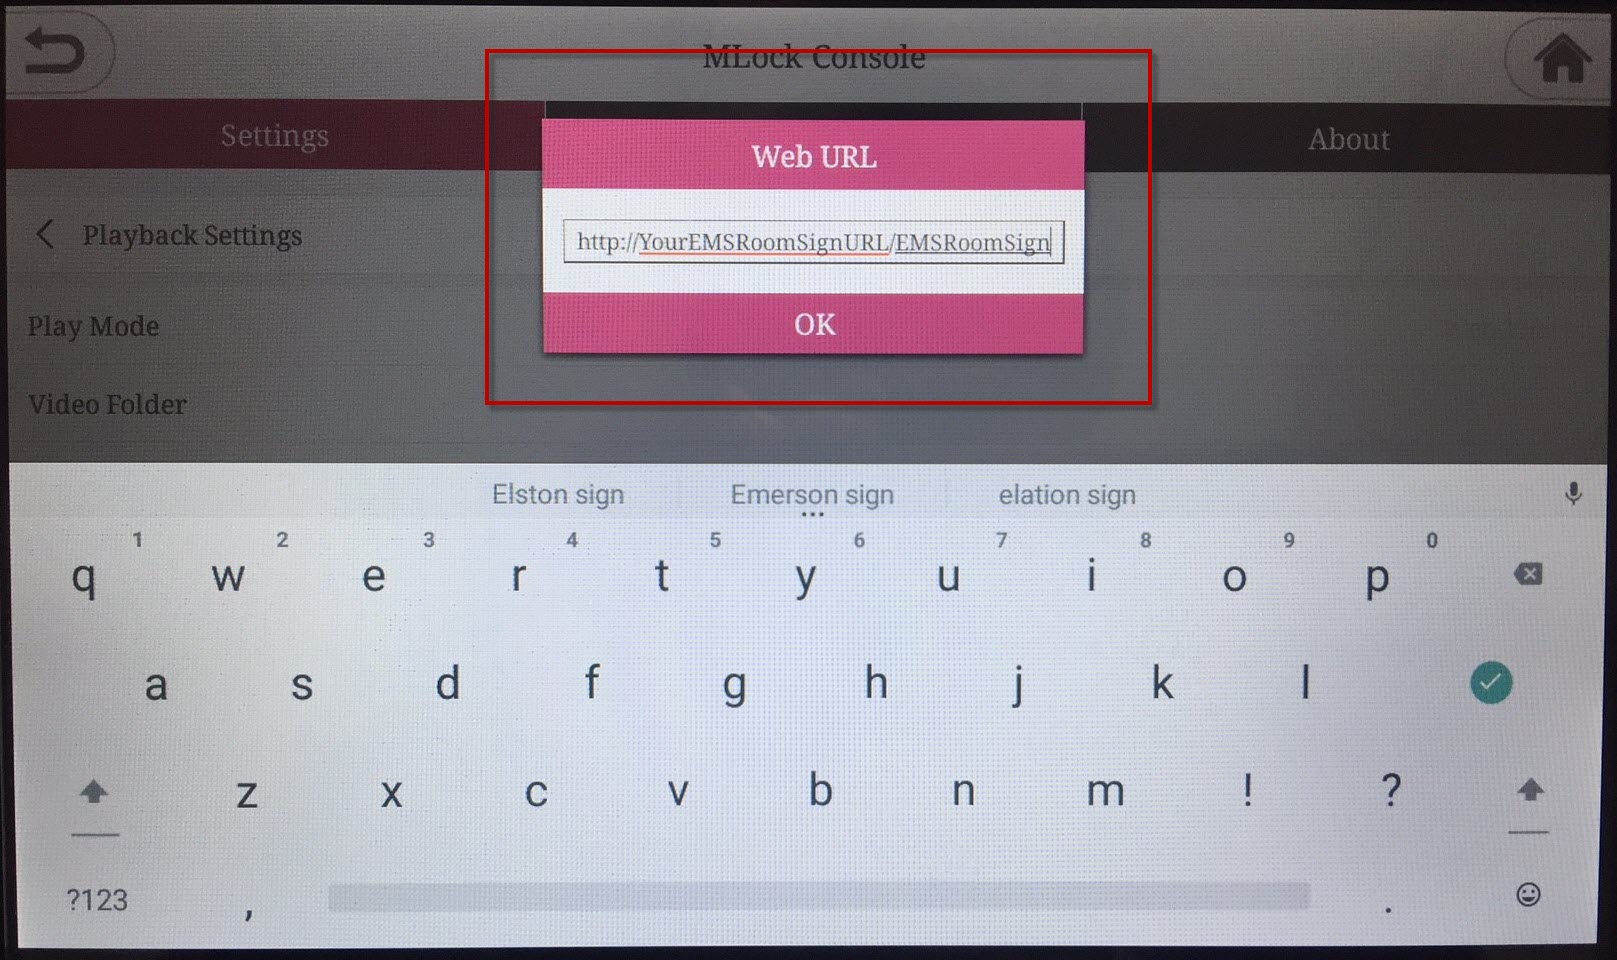 MLock Console
Settings
About
Web URL
http://YourEMSRoomSignURL/EMSRoomSign
OK
Playback Settings
Play Mode
Video Folder
Elston sign Emerson sign elation sign
1 2 3 4 5 6 7 8 9 0
q w e r t y u i o p
a s d f g h j k l
z x c v b n m ! ?
?123 , .